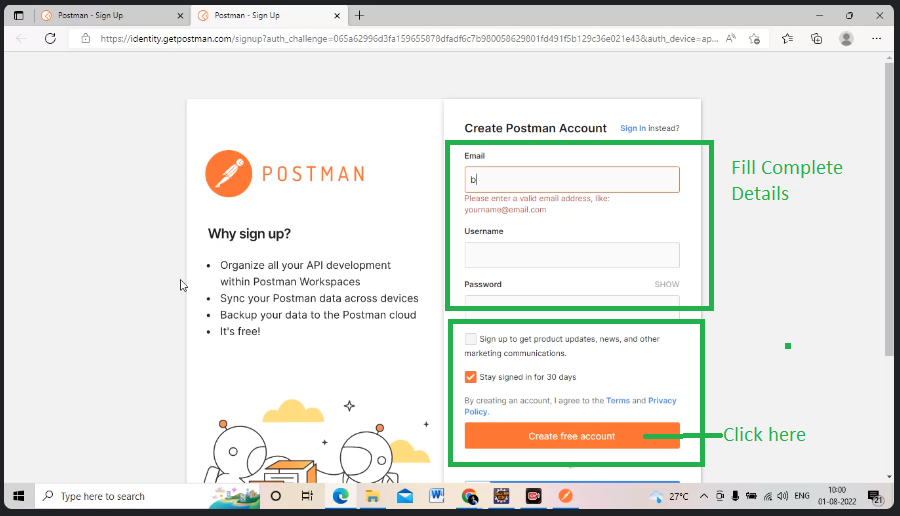 Postman - Sign Up
Postman - Sign Up
https://identity.getpostman.com/signup?auth_challenge=065a62996d3fa159655878dfadf6c7b980058629801fd491f5b129c36e021e43&auth_device=ap...
Create Postman Account Sign In instead?
Email
b
Please enter a valid email address, like:
yourname@email.com
Username
Password SHOW
Fill Complete
Details
POSTMAN
Why sign up?
• Organize all your API development
within Postman Workspaces
• Sync your Postman data across devices
• Backup your data to the Postman cloud
• It's free!
Sign up to get product updates, news, and other
marketing communications.
Stay signed in for 30 days
By creating an account, I agree to the Terms and Privacy
Policy.
Create free account
Click here
Type here to search
27°C
ENG
10:00
01-08-2022
21